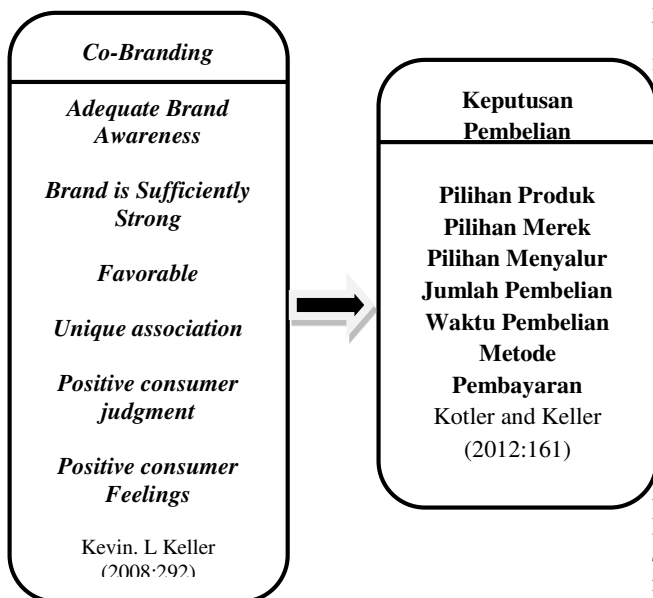 Co-Branding
Adequate Brand
Awareness
Brand is Sufficiently
Strong
Favorable
Unique association
Positive consumer
judgment
Positive consumer
Feelings
Kevin. L Keller
(2008:292)
Keputusan
Pembelian
Pilihan Produk
Pilihan Merek
Pilihan Menyalur
Jumlah Pembelian
Waktu Pembelian
Metode
Pembayaran
Kotler and Keller
(2012:161)